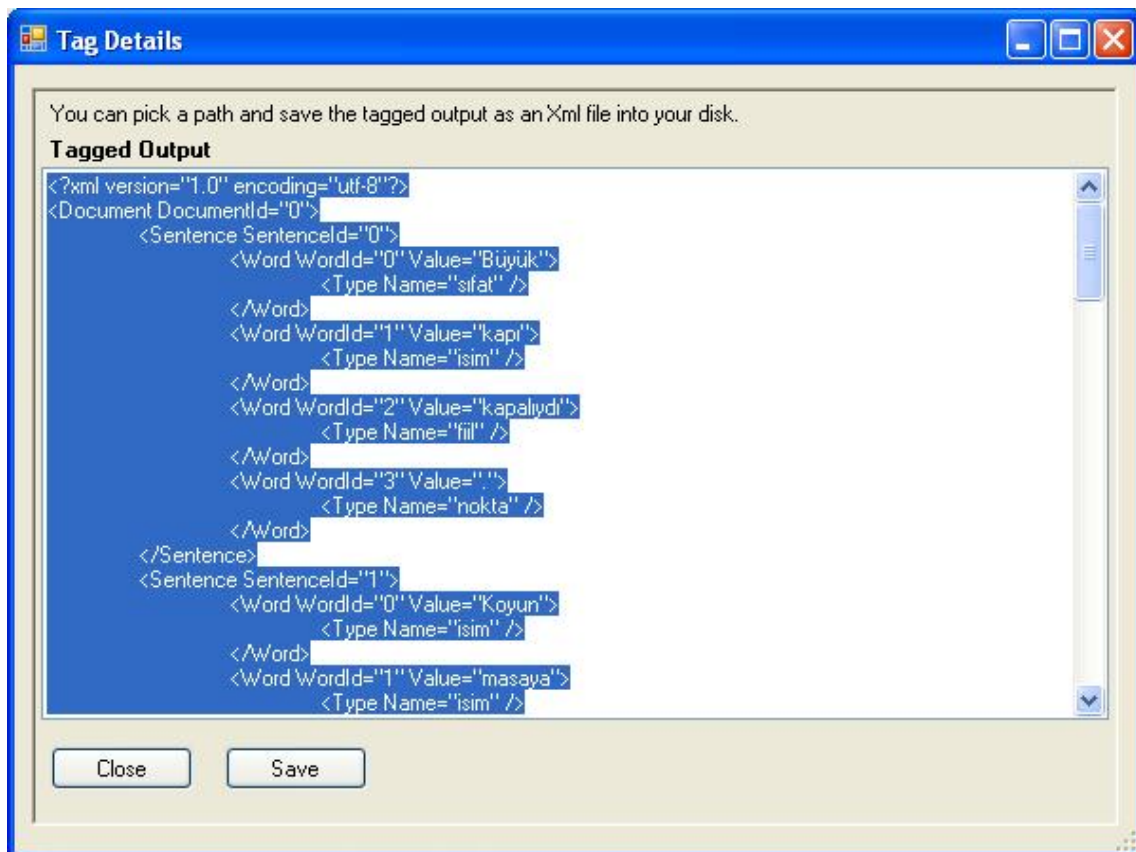 Tag Details
You can pick a path and save the tagged output as an Xml file into your disk.
Tagged Output
<?xml version="1.0" encoding="utf-8"?>
<Document DocumentId="0">
<Sentence SentenceId="0">
<Word WordId="0" Value="Büyük">
<Type Name="sıfat" />
</Word>
<Word WordId="1" Value="kapı">
<Type Name="isim" />
</Word>
<Word WordId="2" Value="kapalıydı">
<Type Name="fiil" />
</Word>
<Word WordId="3" Value=".">
<Type Name="nokta" />
</Word>
</Sentence>
<Sentence SentenceId="1">
<Word WordId="0" Value="Koyun">
<Type Name="isim" />
</Word>
<Word WordId="1" Value="masaya">
<Type Name="isim" />
Close Save